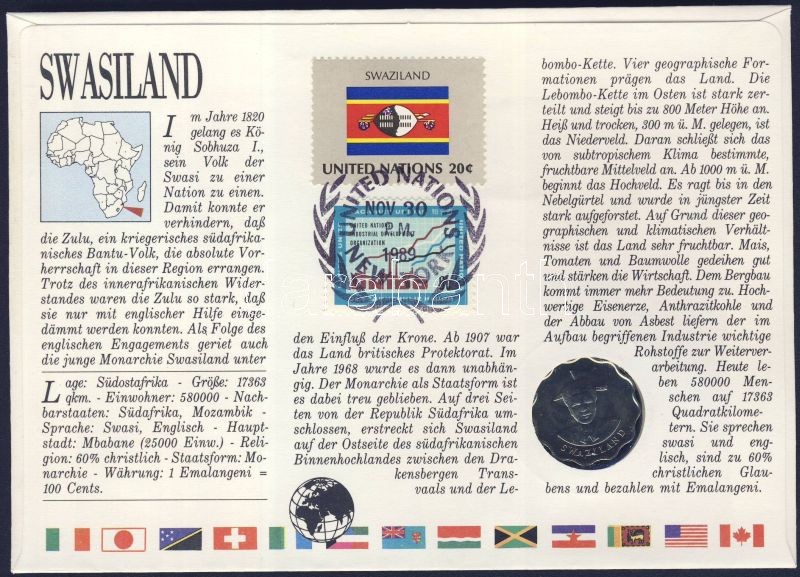 SWASILAND
Im Jahre 1820
gelang es Kö-
nig Sobhuza I.,
sein Volk der
Swasi zu einer
Nation zu einen.
Damit konnte er
verhindern, daß
die Zulu, ein kriegerisches südafrika-
nisches Bantu-Volk, die absolute Vor-
herrschaft in dieser Region errangen.
Trotz des innerafrikanischen Wider-
standes waren die Zulu so stark, daß
sie nur mit englischer Hilfe einge-
dämmt werden konnten. Als Folge des
englischen Engagements geriet auch
die junge Monarchie Swasiland unter
Lage: Südostafrika - Größe: 17363
qkm. - Einwohner: 580000 - Nach-
barstaaten: Südafrika, Mozambik -
Sprache: Swasi, Englisch - Haupt-
stadt: Mbabane (25000 Einw.) - Reli-
gion: 60% christlich - Staatsform: Mo-
narchie - Währung: 1 Emalangeni =
100 Cents.
SWAZILAND
UNITED NATIONS 20¢
UNITED NATIONS
NOV 30
P.M.
1989
NEW YORK
UNITED NATIONS
INDUSTRIAL DEVELOPMENT
ORGANIZATION
den Einfluß der Krone. Ab 1907 war
das Land britisches Protektorat. Im
Jahre 1968 wurde es dann unabhän-
gig. Der Monarchie als Staatsform ist
es dabei treu geblieben. Auf drei Sei-
ten von der Republik Südafrika um-
schlossen, erstreckt sich Swasiland
auf der Ostseite des südafrikanischen
Binnenhochlandes zwischen den Dra-
kensbergen Trans-
vaals und der Le-
bombo-Kette. Vier geographische For-
mationen prägen das Land. Die
Lebombo-Kette im Osten ist stark zer-
teilt und steigt bis zu 800 Meter Höhe an.
Heiß und trocken, 300 m ü. M. gelegen, ist
das Niederveld. Daran schließt sich das
von subtropischem Klima bestimmte,
fruchtbare Mittelveld an. Ab 1000 m ü. M.
beginnt das Hochveld. Es ragt bis in den
Nebelgürtel und wurde in jüngster Zeit
stark aufgeforstet. Auf Grund dieser geo-
graphischen und klimatischen Verhält-
nisse ist das Land sehr fruchtbar. Mais,
Tomaten und Baumwolle gedeihen gut
und stärken die Wirtschaft. Dem Bergbau
kommt immer mehr Bedeutung zu. Hoch-
wertige Eisenerze, Anthrazitkohle und
der Abbau von Asbest liefern der im
Aufbau begriffenen Industrie wichtige
Rohstoffe zur Weiterver-
arbeitung. Heute le-
ben 580000 Men-
schen auf 17363
Quadratkilome-
tern. Sie sprechen
swasi und eng-
lisch, sind zu 60%
christlichen Glau-
bens und bezahlen mit Emalangeni.
SWAZILAND